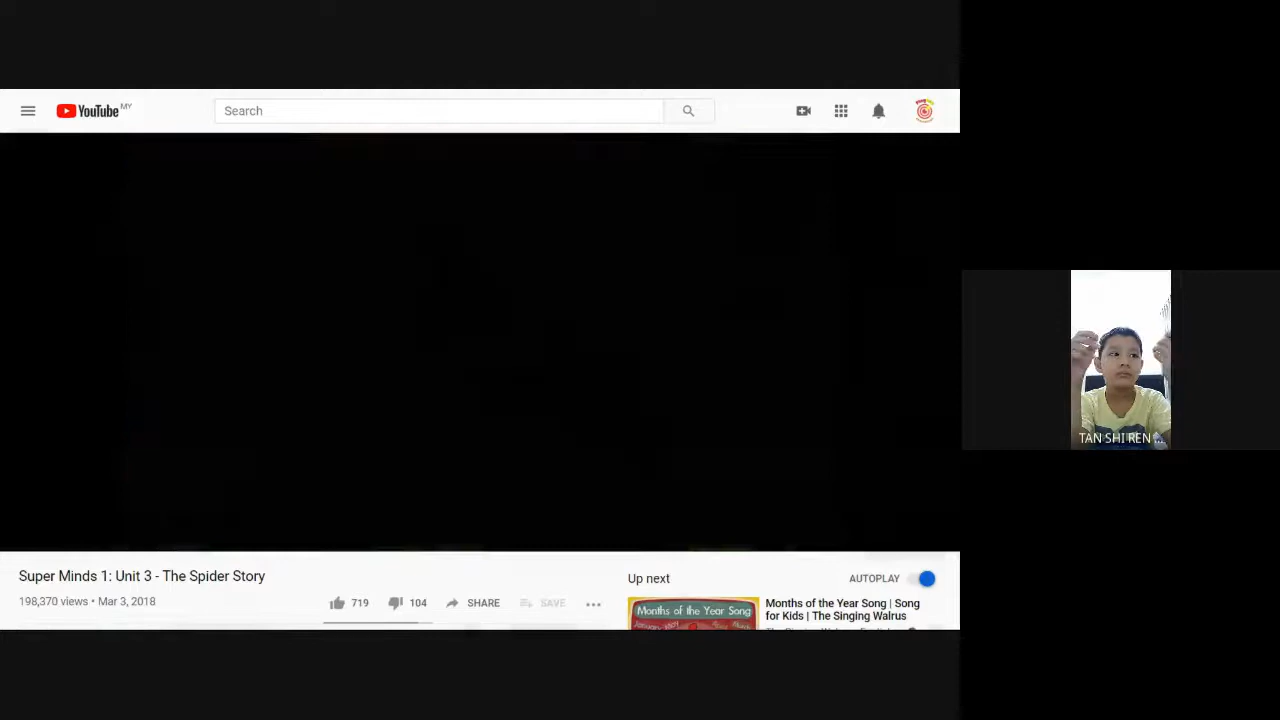 YouTube MY
Search
TAN SHI REN
Super Minds 1: Unit 3 - The Spider Story
198,370 views • Mar 3, 2018
719
104
SHARE
SAVE
Up next
AUTOPLAY
Months of the Year Song
Months of the Year Song | Song
for Kids | The Singing Walrus